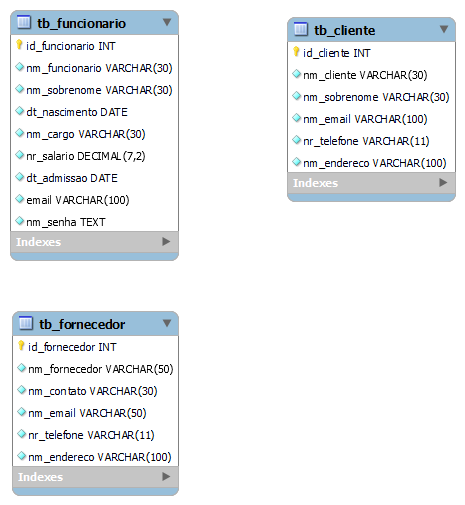 tb_funcionario
id_funcionario INT
nm_funcionario VARCHAR(30)
nm_sobrenome VARCHAR(30)
dt_nascimento DATE
nm_cargo VARCHAR(30)
nr_salario DECIMAL(7,2)
dt_admissao DATE
email VARCHAR(100)
nm_senha TEXT
Indexes
tb_cliente
id_cliente INT
nm_cliente VARCHAR(30)
nm_sobrenome VARCHAR(30)
nm_email VARCHAR(100)
nr_telefone VARCHAR(11)
nm_endereco VARCHAR(100)
Indexes
tb_fornecedor
id_fornecedor INT
nm_fornecedor VARCHAR(50)
nm_contato VARCHAR(30)
nm_email VARCHAR(50)
nr_telefone VARCHAR(11)
nm_endereco VARCHAR(100)
Indexes